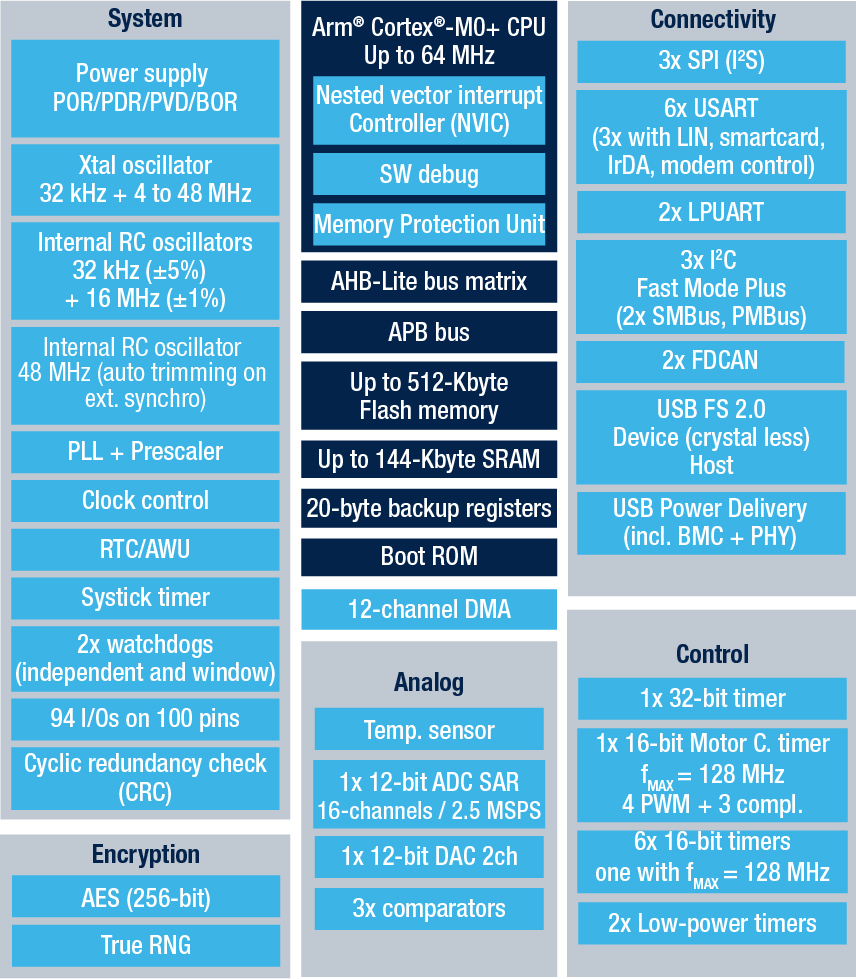 System
Power supply
POR/PDR/PVD/BOR
Xtal oscillator
32 kHz + 4 to 48 MHz
Internal RC oscillators
32 kHz (±5%)
+ 16 MHz (±1%)
Internal RC oscillator
48 MHz (auto trimming on
ext. synchro)
PLL + Prescaler
Clock control
RTC/AWU
Systick timer
2x watchdogs
(independent and window)
94 I/Os on 100 pins
Cyclic redundancy check
(CRC)
Encryption
AES (256-bit)
True RNG
Arm® Cortex®-M0+ CPU
Up to 64 MHz
Nested vector interrupt
Controller (NVIC)
SW debug
Memory Protection Unit
AHB-Lite bus matrix
APB bus
Up to 512-Kbyte
Flash memory
Up to 144-Kbyte SRAM
20-byte backup registers
Boot ROM
12-channel DMA
Analog
Temp. sensor
1x 12-bit ADC SAR
16-channels / 2.5 MSPS
1x 12-bit DAC 2ch
3x comparators
Connectivity
3x SPI (I²S)
6x USART
(3x with LIN, smartcard,
IrDA, modem control)
2x LPUART
3x I²C
Fast Mode Plus
(2x SMBus, PMBus)
2x FDCAN
USB FS 2.0
Device (crystal less)
Host
USB Power Delivery
(incl. BMC + PHY)
Control
1x 32-bit timer
1x 16-bit Motor C. timer
fMAX = 128 MHz
4 PWM + 3 compl.
6x 16-bit timers
one with fMAX = 128 MHz
2x Low-power timers